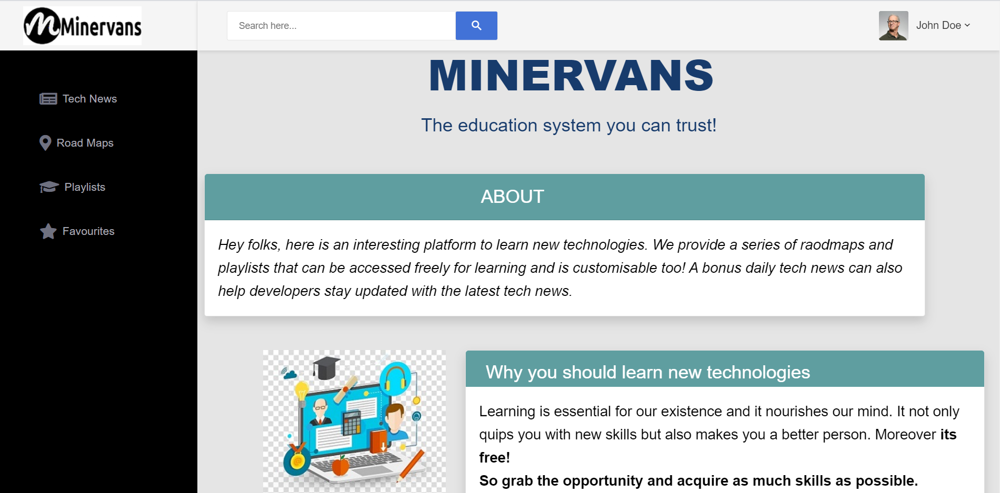 Minervans
Search here...
John Doe
Tech News
Road Maps
Playlists
Favourites
MINERVANS
The education system you can trust!
ABOUT
Hey folks, here is an interesting platform to learn new technologies. We provide a series of raodmaps and
playlists that can be accessed freely for learning and is customisable too! A bonus daily tech news can also
help developers stay updated with the latest tech news.
Why you should learn new technologies
Learning is essential for our existence and it nourishes our mind. It not only
quips you with new skills but also makes you a better person. Moreover its
free!
So grab the opportunity and acquire as much skills as possible.